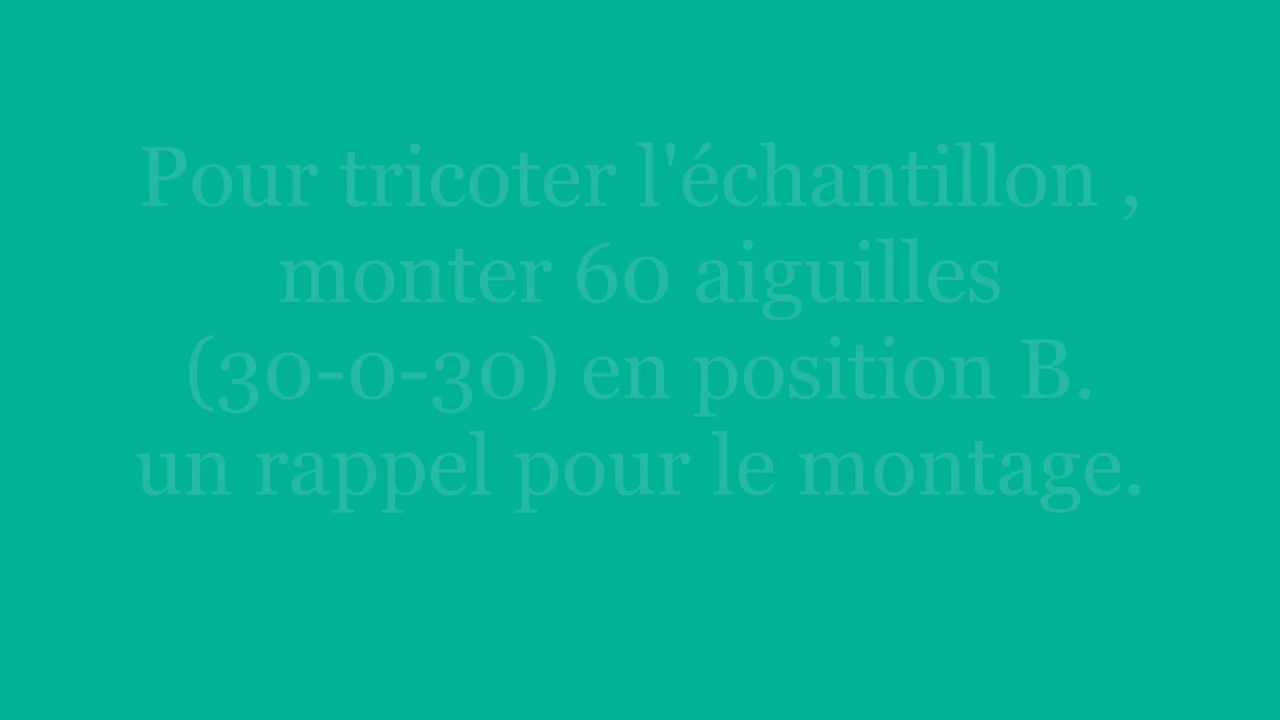 Pour tricoter l'échantillon ,
monter 60 aiguilles
(30-0-30) en position B.
un rappel pour le montage.